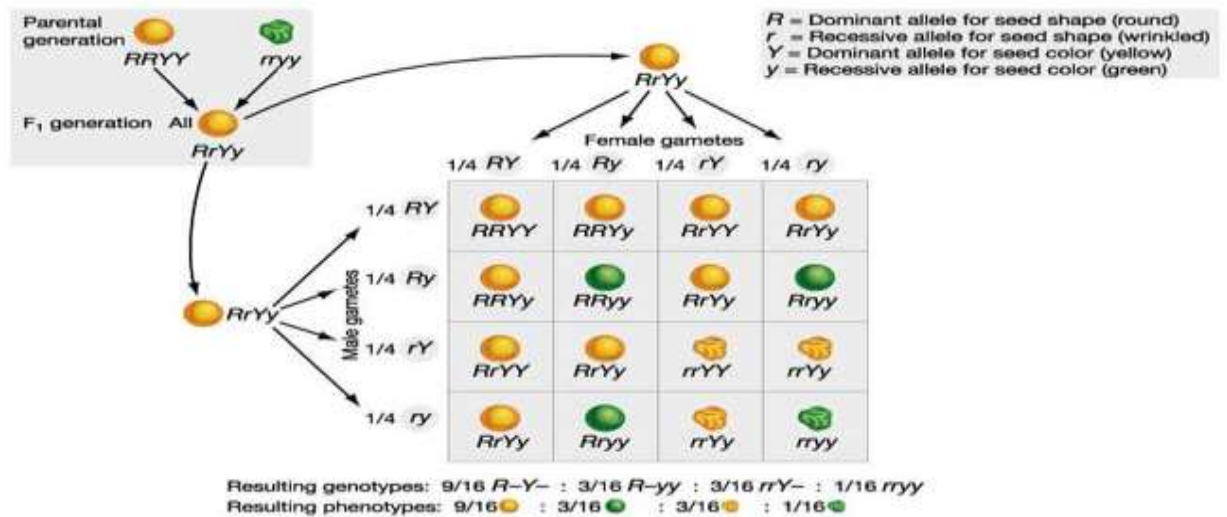 Parental generation
RRYY rryy
F₁ generation All
RrYy
R = Dominant allele for seed shape (round)
r = Recessive allele for seed shape (wrinkled)
Y = Dominant allele for seed color (yellow)
y = Recessive allele for seed color (green)
RrYy
Female gametes
1/4 RY 1/4 Ry 1/4 rY 1/4 ry
1/4 RY
RRYY RRYy RrYY RrYy
1/4 Ry
RRYy RRyy RrYy Rryy
RrYy
Male gametes
1/4 rY
RrYY RrYy rrYY rrYy
1/4 ry
RrYy Rryy rrYy rryy
Resulting genotypes: 9/16 R–Y– : 3/16 R–yy : 3/16 rrY– : 1/16 rryy
Resulting phenotypes: 9/16 : 3/16 : 3/16 : 1/16